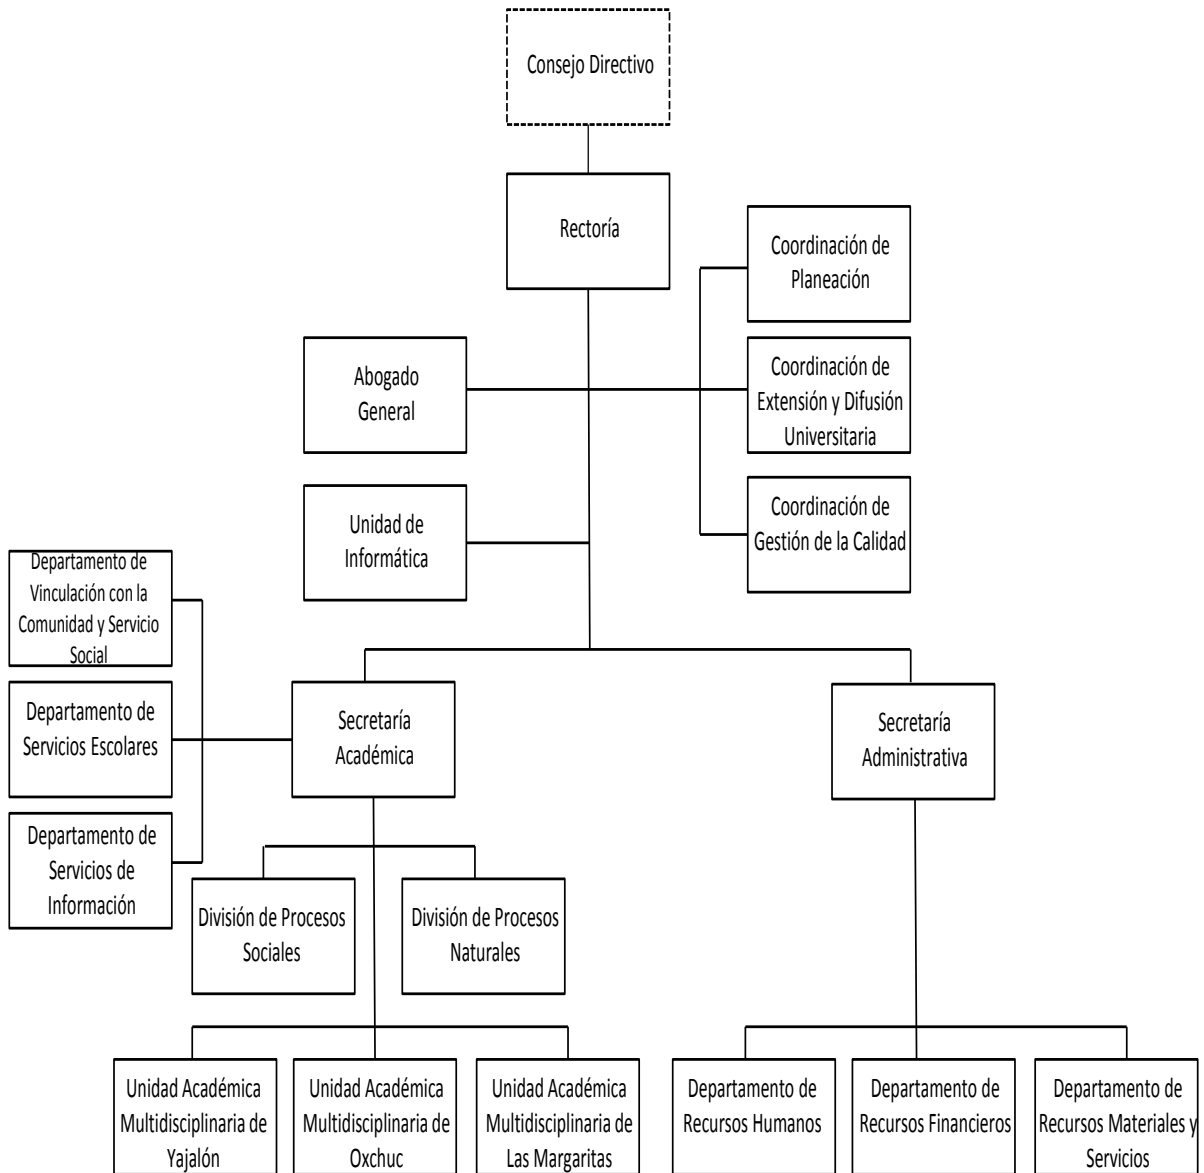 Consejo Directivo
Rectoría
Coordinación de
Planeación
Abogado
General
Coordinación de
Extensión y Difusión
Universitaria
Unidad de
Informática
Coordinación de
Gestión de la Calidad
Departamento de
Vinculación con la
Comunidad y Servicio
Social
Departamento de
Servicios Escolares
Departamento de
Servicios de
Información
Secretaría
Académica
Secretaría
Administrativa
División de Procesos
Sociales
División de Procesos
Naturales
Unidad Académica
Multidisciplinaria de
Yajalón
Unidad Académica
Multidisciplinaria de
Oxchuc
Unidad Académica
Multidisciplinaria de
Las Margaritas
Departamento de
Recursos Humanos
Departamento de
Recursos Financieros
Departamento de
Recursos Materiales y
Servicios